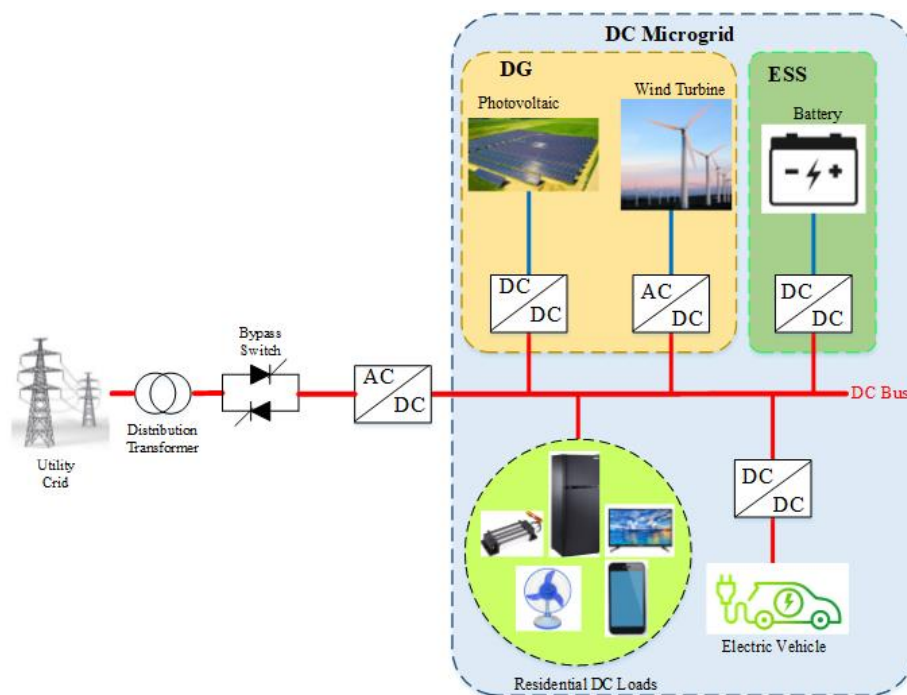 DC Microgrid
DG
ESS
Photovoltaic
Wind Turbine
Battery
DC
DC
AC
DC
DC
DC
Bypass
Switch
AC
DC
DC Bus
Distribution
Transformer
Utility
Crid
DC
DC
Electric Vehicle
Residential DC Loads